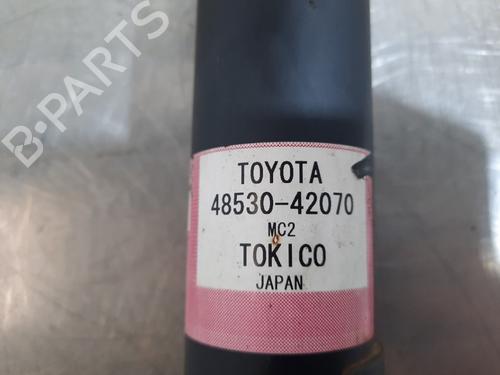 B-PARTS
TOYOTA
48530-42070
MC2
TOKICO
JAPAN